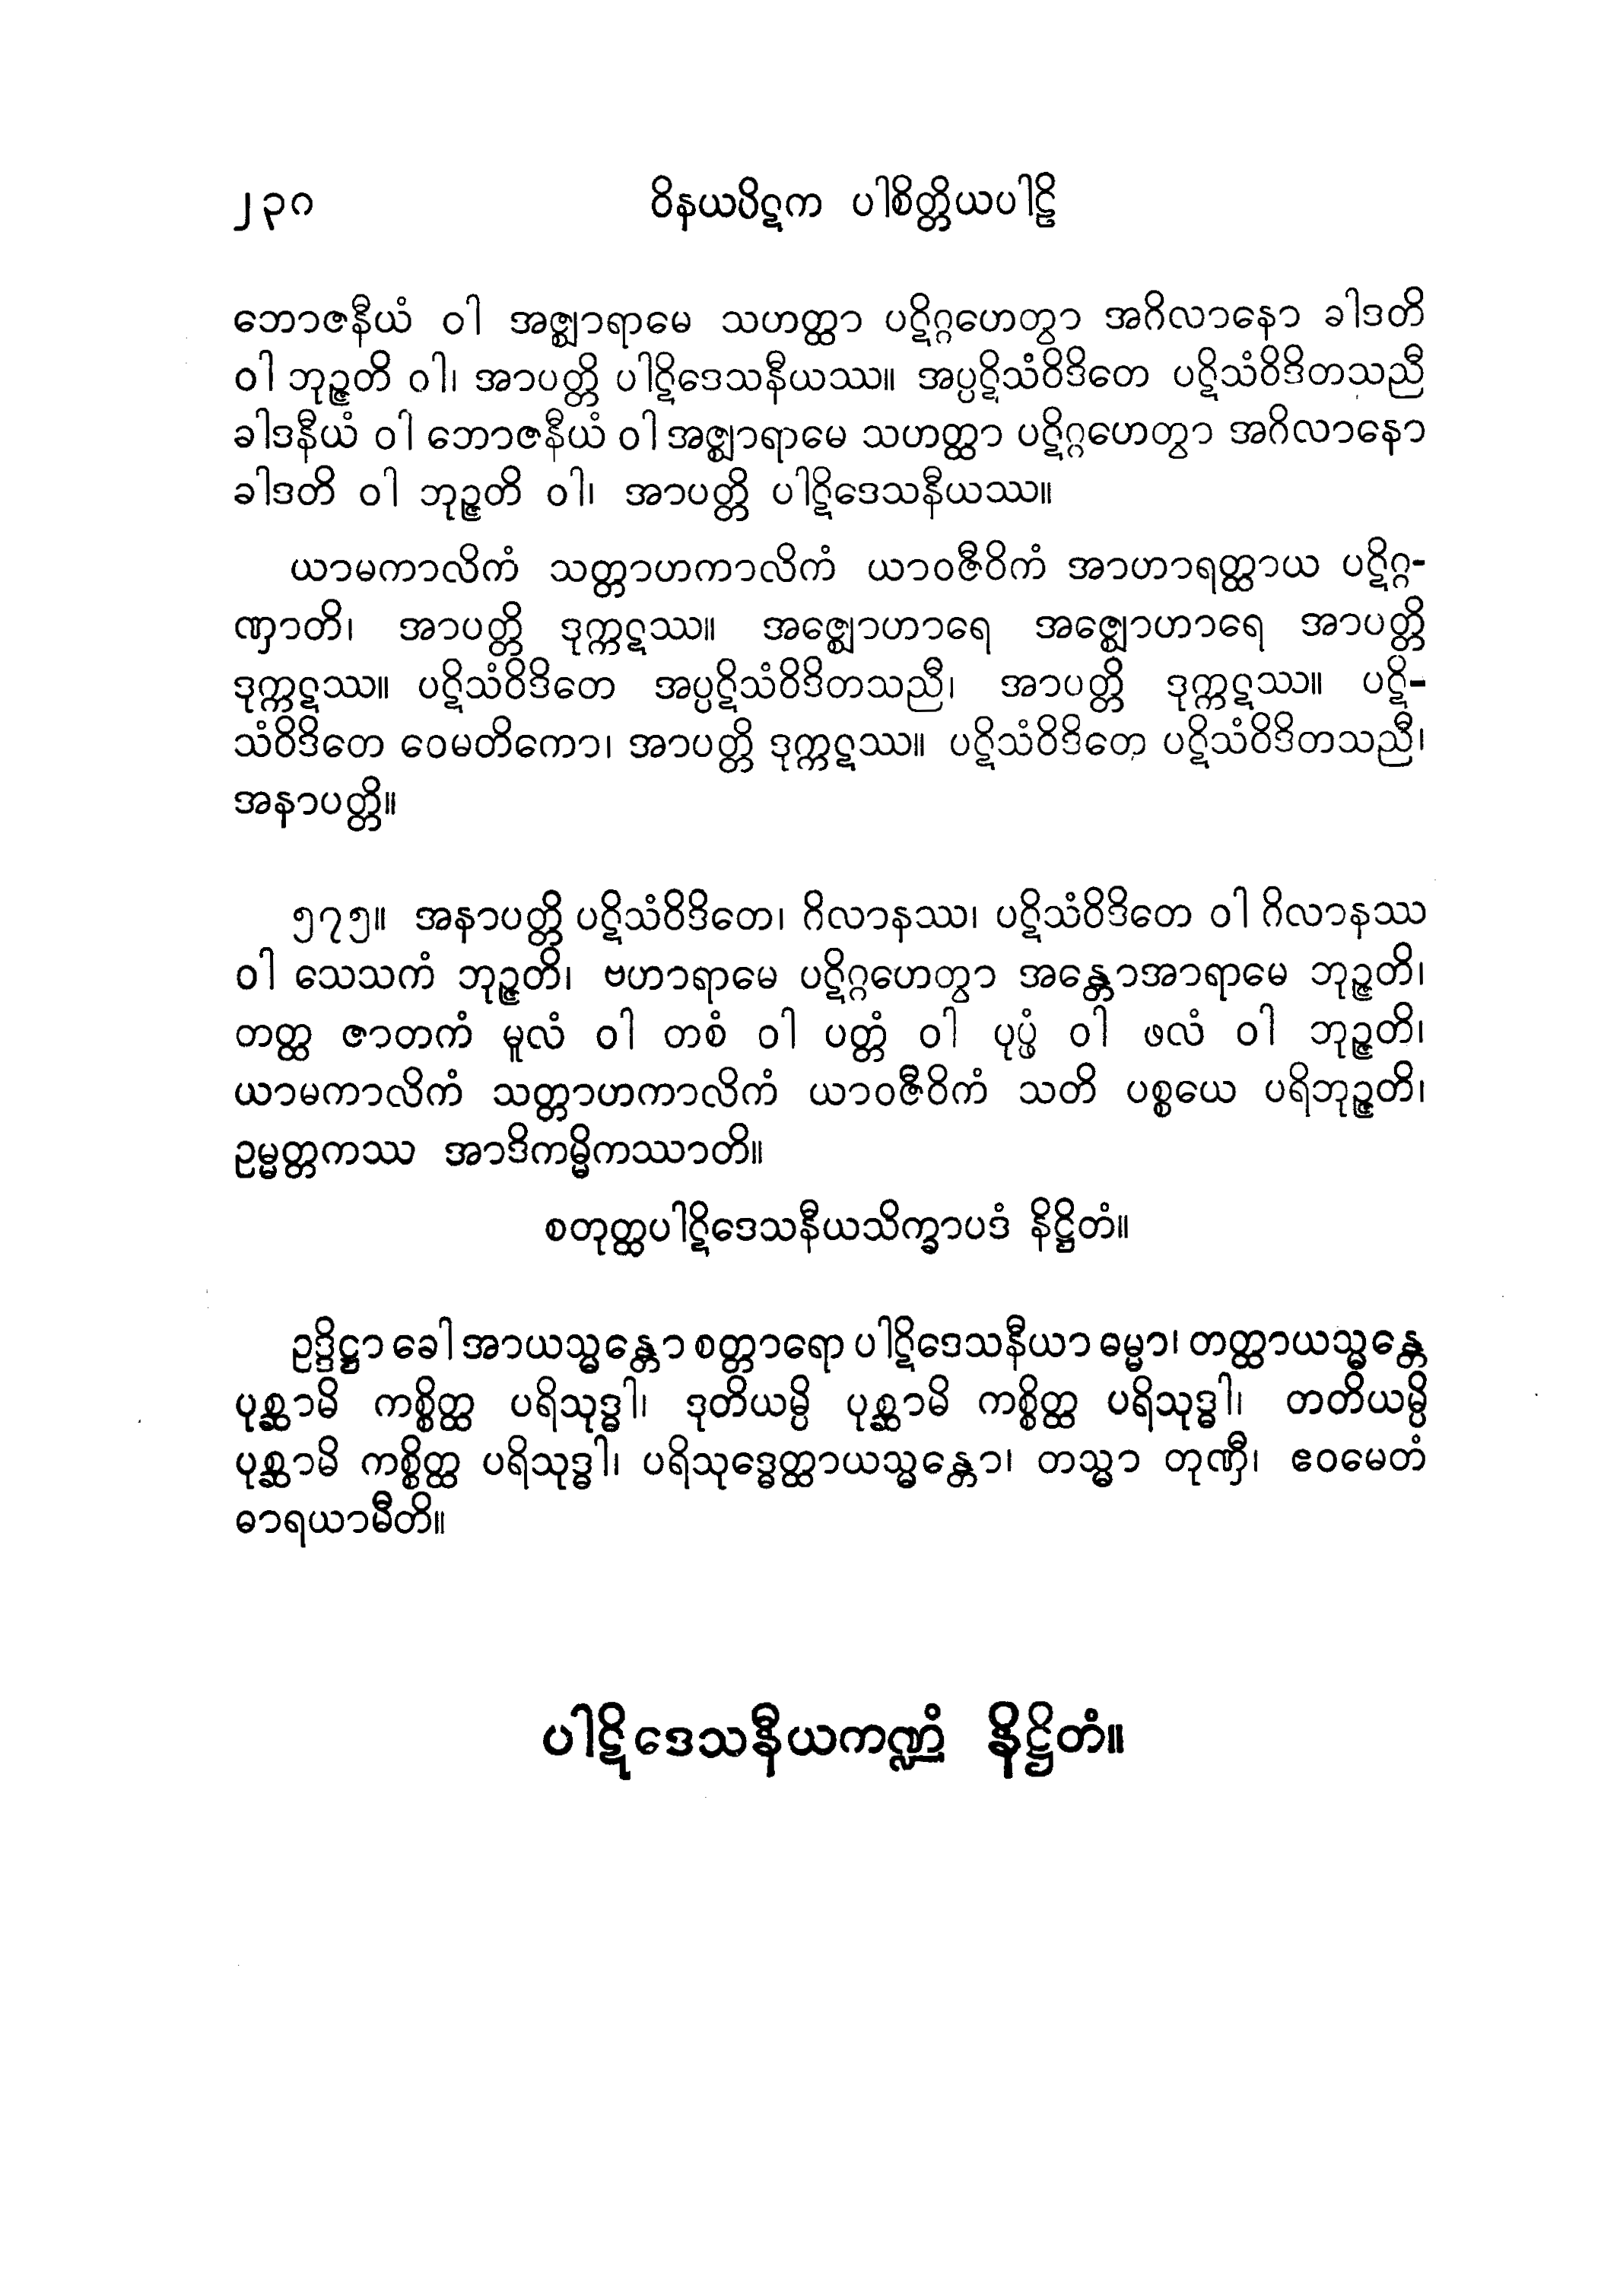 ၂၃၀ ဝိနယပိဋက ပါစိတ္တိယပါဠိ
ဘောဇနီယံ ဝါ အဇ္ဈာရာမေ သဟတ္ထာ ပဋိဂ္ဂဟေတွာ အဂိလာနော ခါဒတိ
ဝါ ဘုဉ္ဇတိ ဝါ၊ အာပတ္တိ ပါဋိဒေသနီယဿ။ အပ္ပဋိသံဝိဒိတေ ပဋိသံဝိဒိတသညီ
ခါဒနီယံ ဝါ ဘောဇနီယံ ဝါ အဇ္ဈာရာမေ သဟတ္ထာ ပဋိဂ္ဂဟေတွာ အဂိလာနော
ခါဒတိ ဝါ ဘုဉ္ဇတိ ဝါ၊ အာပတ္တိ ပါဋိဒေသနီယဿ။
ယာမကာလိကံ သတ္တာဟကာလိကံ ယာဝဇီဝိကံ အာဟာရတ္ထာယ ပဋိဂ္ဂ-
ဏှာတိ၊ အာပတ္တိ ဒုက္ကဋဿ။ အဇ္ဈောဟာရေ အဇ္ဈောဟာရေ အာပတ္တိ
ဒုက္ကဋဿ။ ပဋိသံဝိဒိတေ အပ္ပဋိသံဝိဒိတသညီ၊ အာပတ္တိ ဒုက္ကဋဿ။ ပဋိ-
သံဝိဒိတေ ဝေမတိကော၊ အာပတ္တိ ဒုက္ကဋဿ။ ပဋိသံဝိဒိတေ ပဋိသံဝိဒိတသညီ၊
အနာပတ္တိ။
၅၇၅။ အနာပတ္တိ ပဋိသံဝိဒိတေ၊ ဂိလာနဿ၊ ပဋိသံဝိဒိတေ ဝါ ဂိလာနဿ
ဝါ သေသကံ ဘုဉ္ဇတိ၊ ဗဟာရာမေ ပဋိဂ္ဂဟေတွာ အန္တောအာရာမေ ဘုဉ္ဇတိ၊
တတ္ထ ဇာတကံ မူလံ ဝါ တစံ ဝါ ပတ္တံ ဝါ ပုပ္ဖံ ဝါ ဖလံ ဝါ ဘုဉ္ဇတိ၊
ယာမကာလိကံ သတ္တာဟကာလိကံ ယာဝဇီဝိကံ သတိ ပစ္စယေ ပရိဘုဉ္ဇတိ၊
ဥမ္မတ္တကဿ အာဒိကမ္မိကဿာတိ။
စတုတ္ထပါဋိဒေသနီယသိက္ခာပဒံ နိဋ္ဌိတံ။
ဥဒ္ဒိဋ္ဌာ ခေါ အာယသ္မန္တော စတ္တာရော ပါဋိဒေသနီယာ ဓမ္မာ၊ တတ္ထာယသ္မန္တေ
ပုစ္ဆာမိ ကစ္စိတ္ထ ပရိသုဒ္ဓါ၊ ဒုတိယမ္ပိ ပုစ္ဆာမိ ကစ္စိတ္ထ ပရိသုဒ္ဓါ၊ တတိယမ္ပိ
ပုစ္ဆာမိ ကစ္စိတ္ထ ပရိသုဒ္ဓါ၊ ပရိသုဒ္ဓေတ္ထာယသ္မန္တော၊ တသ္မာ တုဏှီ၊ ဧဝမေတံ
ဓာရယာမီတိ။
ပါဋိဒေသနီယကဏ္ဍံ နိဋ္ဌိတံ။